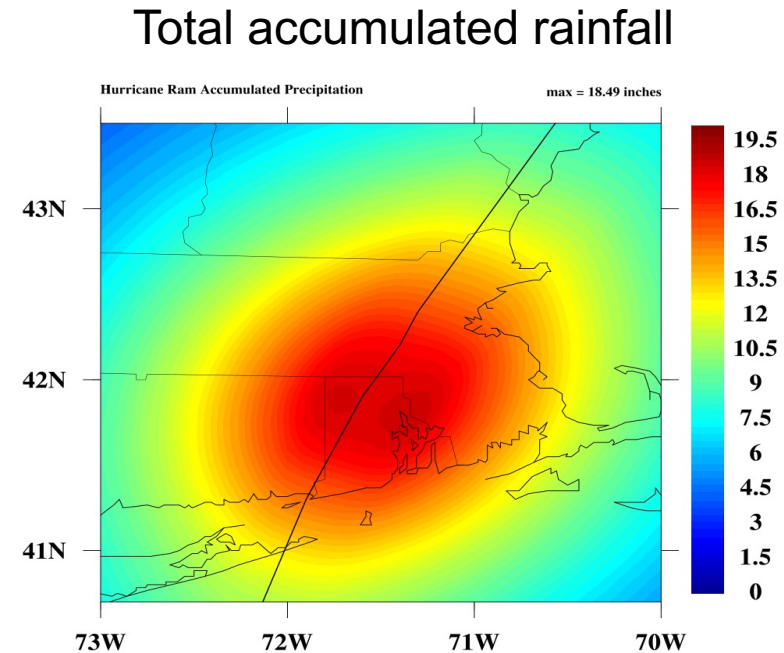 Total accumulated rainfall
Hurricane Ram Accumulated Precipitation max = 18.49 inches
43N
42N
41N
73W 72W 71W 70W
19.5
18
16.5
15
13.5
12
10.5
9
7.5
6
4.5
3
1.5
0